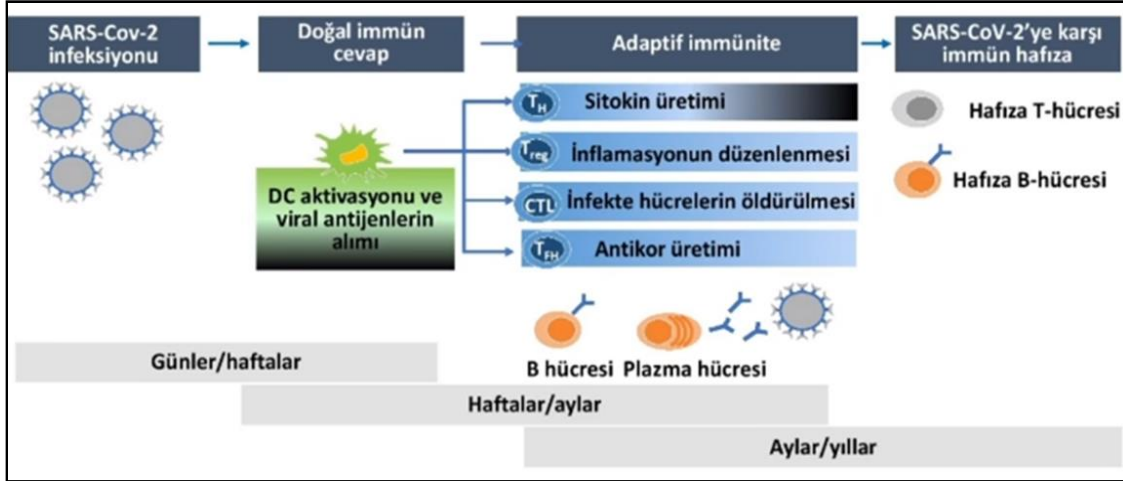 SARS-Cov-2
infeksiyonu
Doğal immün
cevap
Adaptif immünite
SARS-CoV-2’ye karşı
immün hafıza
TH
Sitokin üretimi
Treg
İnflamasyonun düzenlenmesi
CTL
İnfekte hücrelerin öldürülmesi
TFH
Antikor üretimi
DC aktivasyonu ve
viral antijenlerin
alımı
Hafıza T-hücresi
Hafıza B-hücresi
B hücresi
Plazma hücresi
Günler/haftalar
Haftalar/aylar
Aylar/yıllar